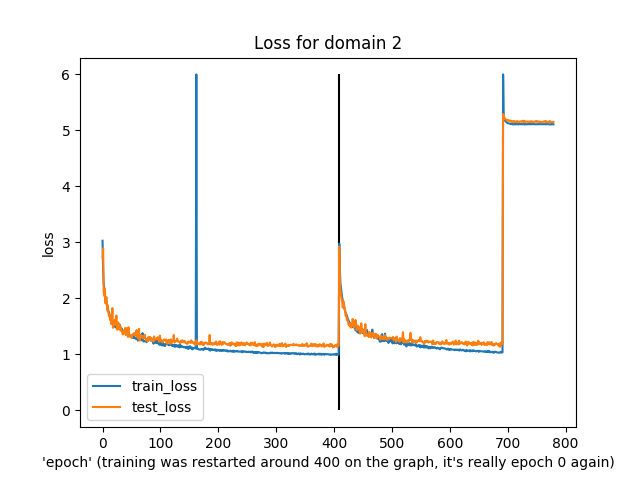 Loss for domain 2
6
5
4
3
2
1
0
loss
train_loss
test_loss
0 100 200 300 400 500 600 700 800
'epoch' (training was restarted around 400 on the graph, it's really epoch 0 again)